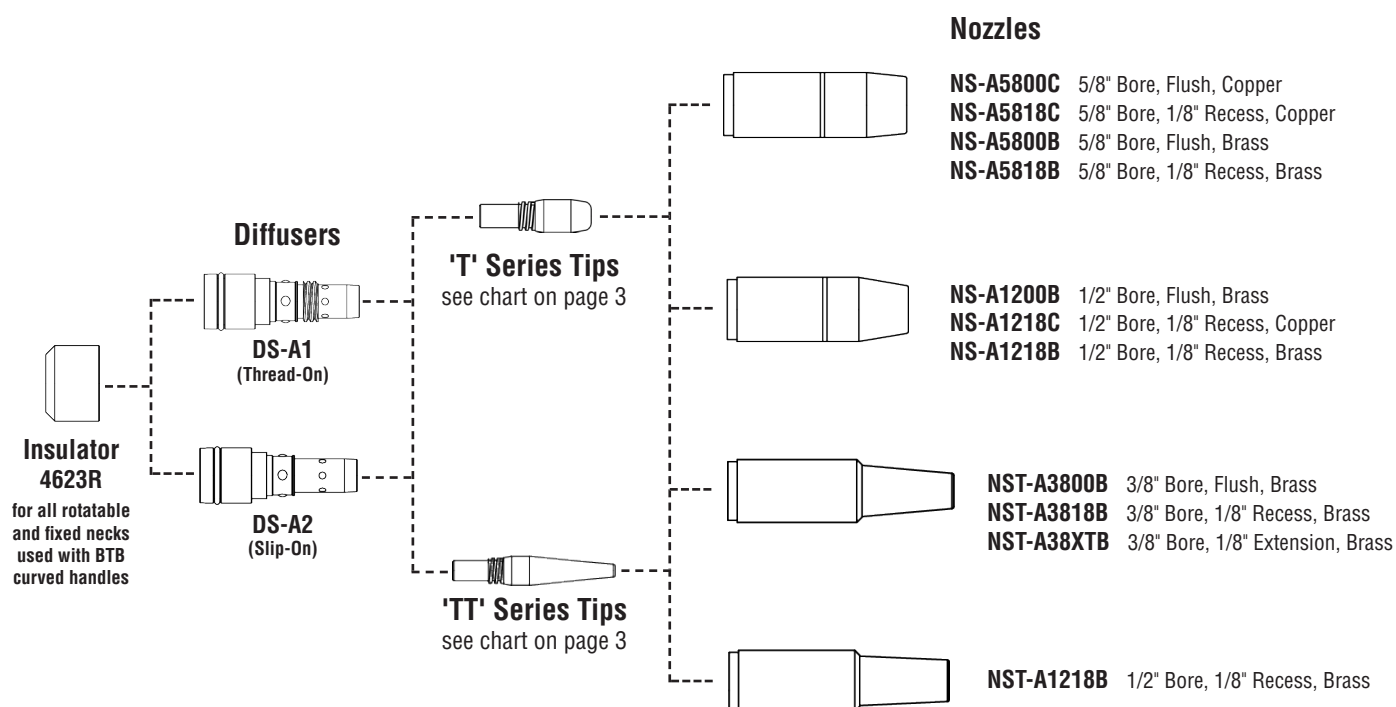 Nozzles
NS-A5800C 5/8" Bore, Flush, Copper
NS-A5818C 5/8" Bore, 1/8" Recess, Copper
NS-A5800B 5/8" Bore, Flush, Brass
NS-A5818B 5/8" Bore, 1/8" Recess, Brass
Diffusers
'T' Series Tips
see chart on page 3
NS-A1200B 1/2" Bore, Flush, Brass
NS-A1218C 1/2" Bore, 1/8" Recess, Copper
NS-A1218B 1/2" Bore, 1/8" Recess, Brass
DS-A1
(Thread-On)
Insulator
4623R
for all rotatable
and fixed necks
used with BTB
curved handles
DS-A2
(Slip-On)
NST-A3800B 3/8" Bore, Flush, Brass
NST-A3818B 3/8" Bore, 1/8" Recess, Brass
NST-A38XTB 3/8" Bore, 1/8" Extension, Brass
'TT' Series Tips
see chart on page 3
NST-A1218B 1/2" Bore, 1/8" Recess, Brass